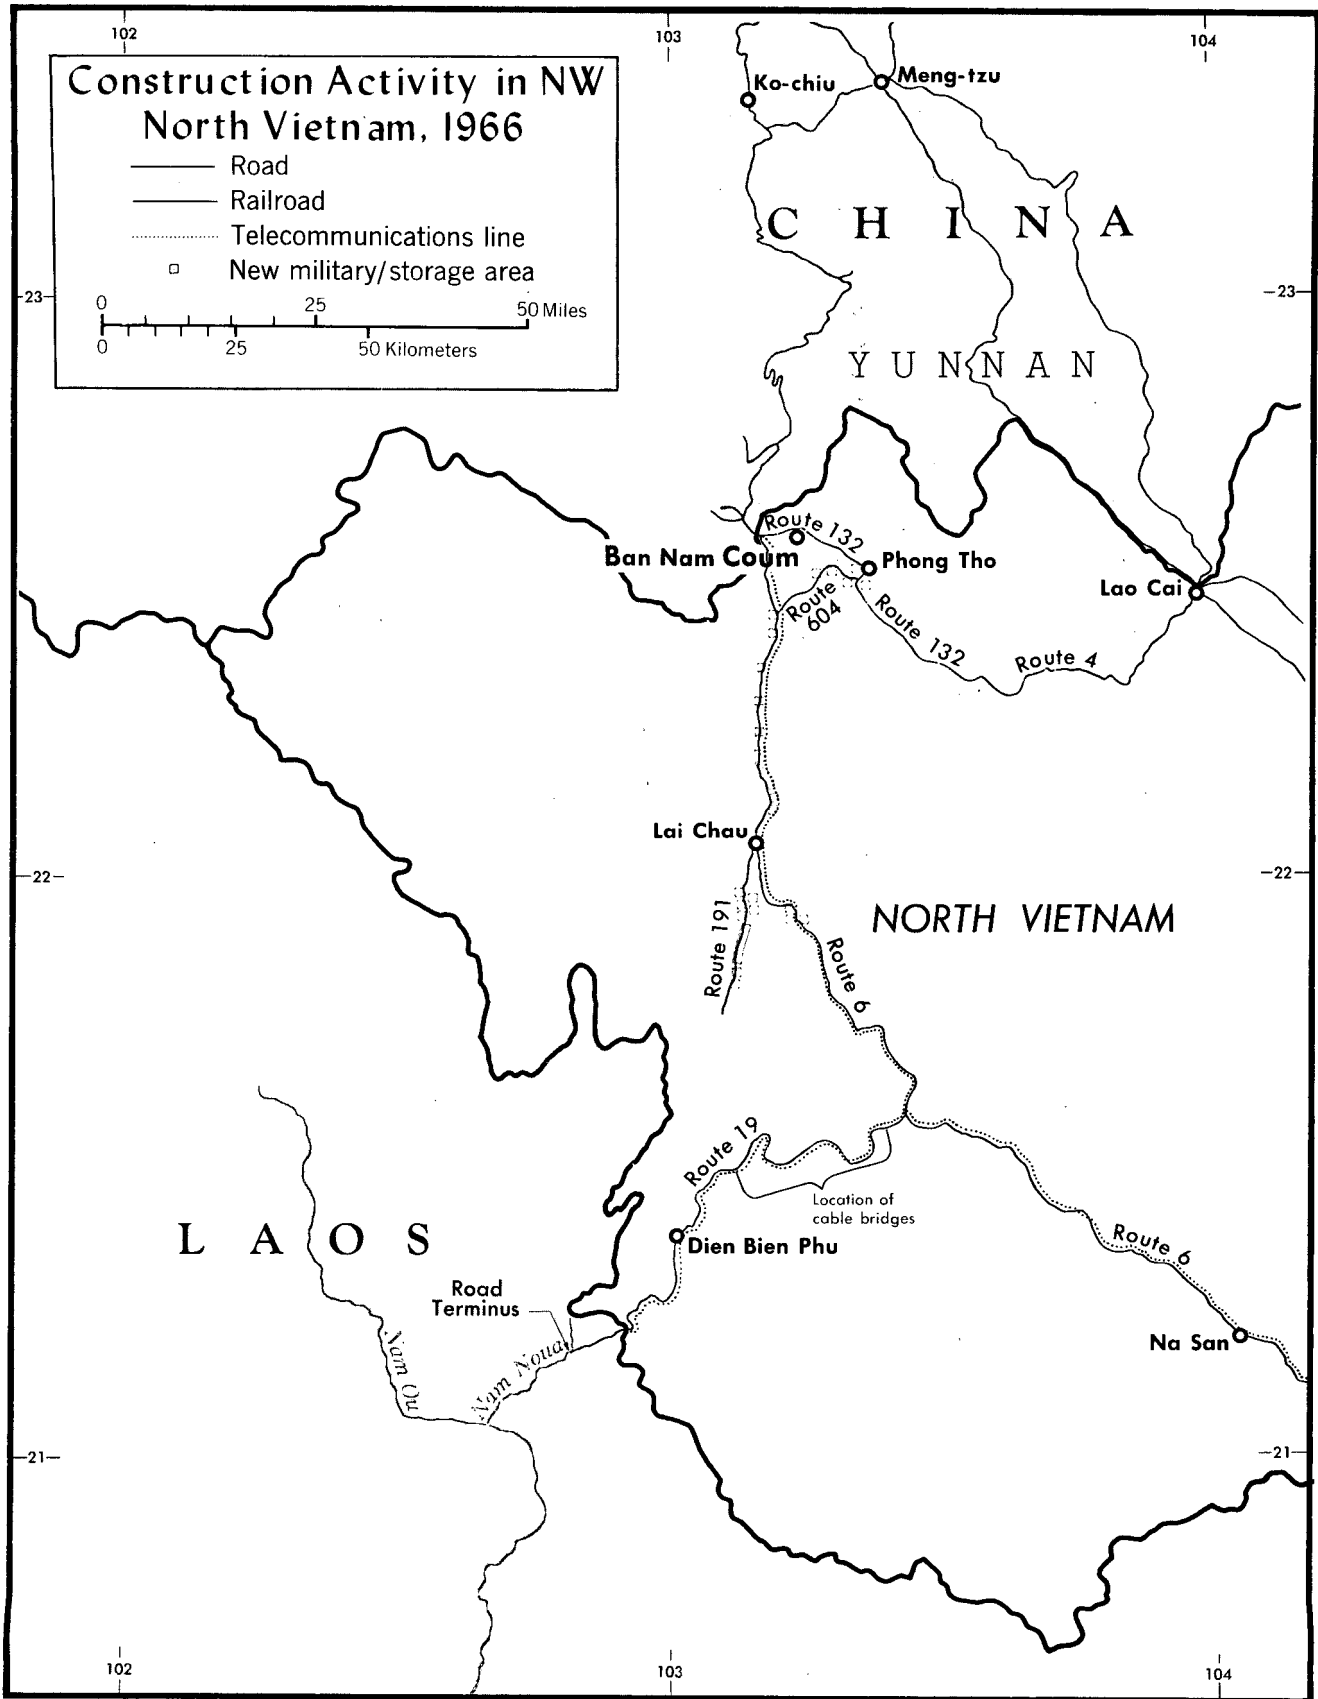 102
103
104
Construction Activity in NW
North Vietnam, 1966
Road
Railroad
Telecommunications line
New military/storage area
0 25 50 Miles
0 25 50 Kilometers
Ko-chiu
Meng-tzu
CHINA
23
23
YUNNAN
Route 132
Ban Nam Coum
Phong Tho
Lao Cai
Route
604
Route 132
Route 4
Lai Chau
22
22
NORTH VIETNAM
Route 191
Route 6
Route 19
Location of
cable bridges
LAOS
Dien Bien Phu
Route 6
Road
Terminus
Na San
Nam Ou
Nam Noua
21
21
102
103
104